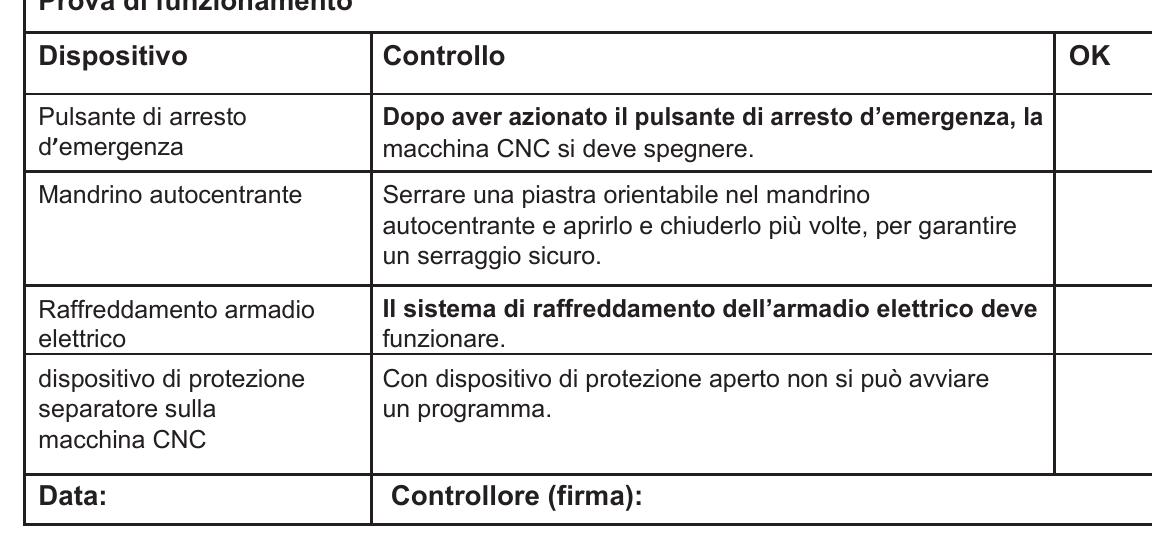 Prova di funzionamento
Dispositivo Controllo OK
Pulsante di arresto
d’emergenza
Dopo aver azionato il pulsante di arresto d’emergenza, la
macchina CNC si deve spegnere.
Mandrino autocentrante
Serrare una piastra orientabile nel mandrino
autocentrante e aprirlo e chiuderlo più volte, per garantire
un serraggio sicuro.
Raffreddamento armadio
elettrico
Il sistema di raffreddamento dell’armadio elettrico deve
funzionare.
dispositivo di protezione
separatore sulla
macchina CNC
Con dispositivo di protezione aperto non si può avviare
un programma.
Data: Controllore (firma):